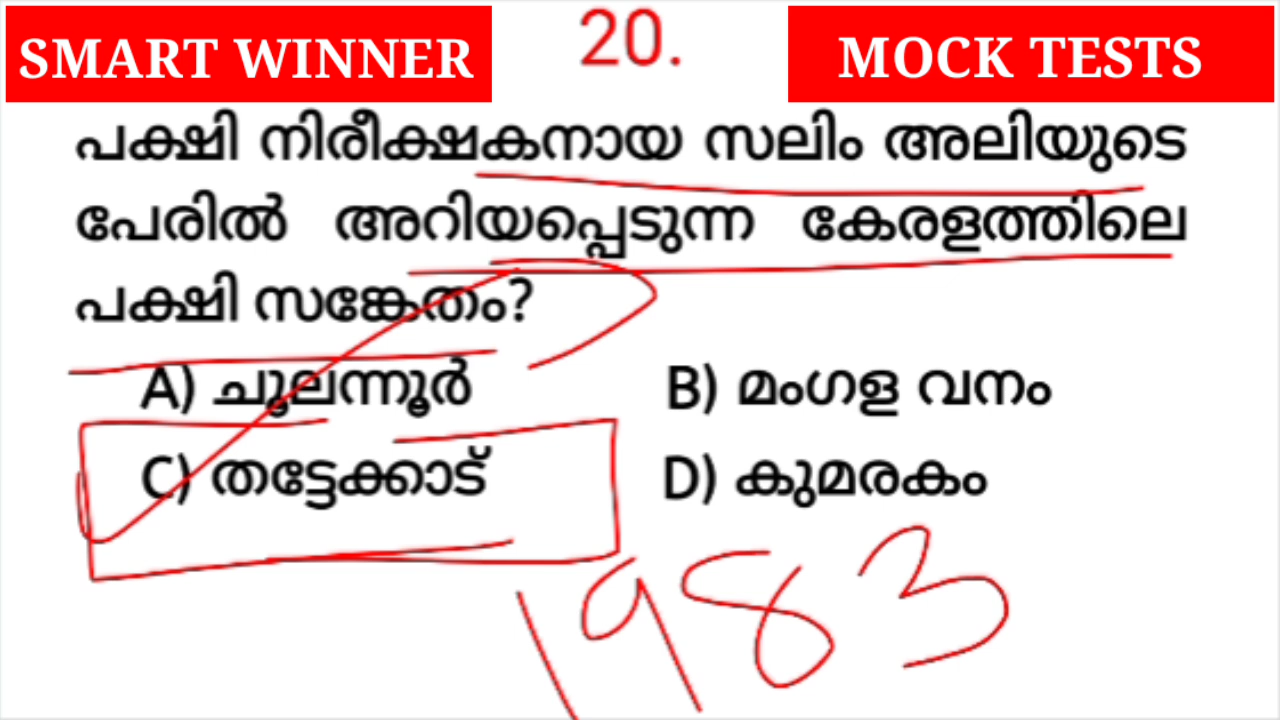 SMART WINNER 20. MOCK TESTS
പക്ഷി നിരീക്ഷകനായ സലിം അലിയുടെ
പേരിൽ അറിയപ്പെടുന്ന കേരളത്തിലെ
പക്ഷി സങ്കേതം?
A) ചൂലന്നൂർ B) മംഗള വനം
C) തട്ടേക്കാട് D) കുമരകം
1983